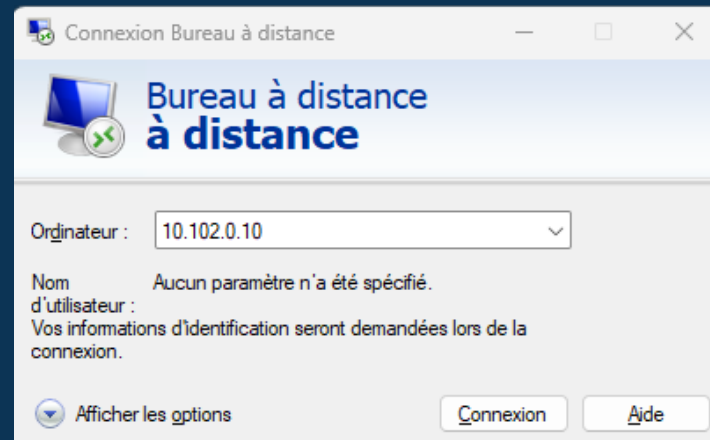 Connexion Bureau à distance
Bureau à distance
à distance
Ordinateur :
10.102.0.10
Nom d'utilisateur :
Aucun paramètre n'a été spécifié.
Vos informations d'identification seront demandées lors de la
connexion.
Afficher les options
Connexion
Aide